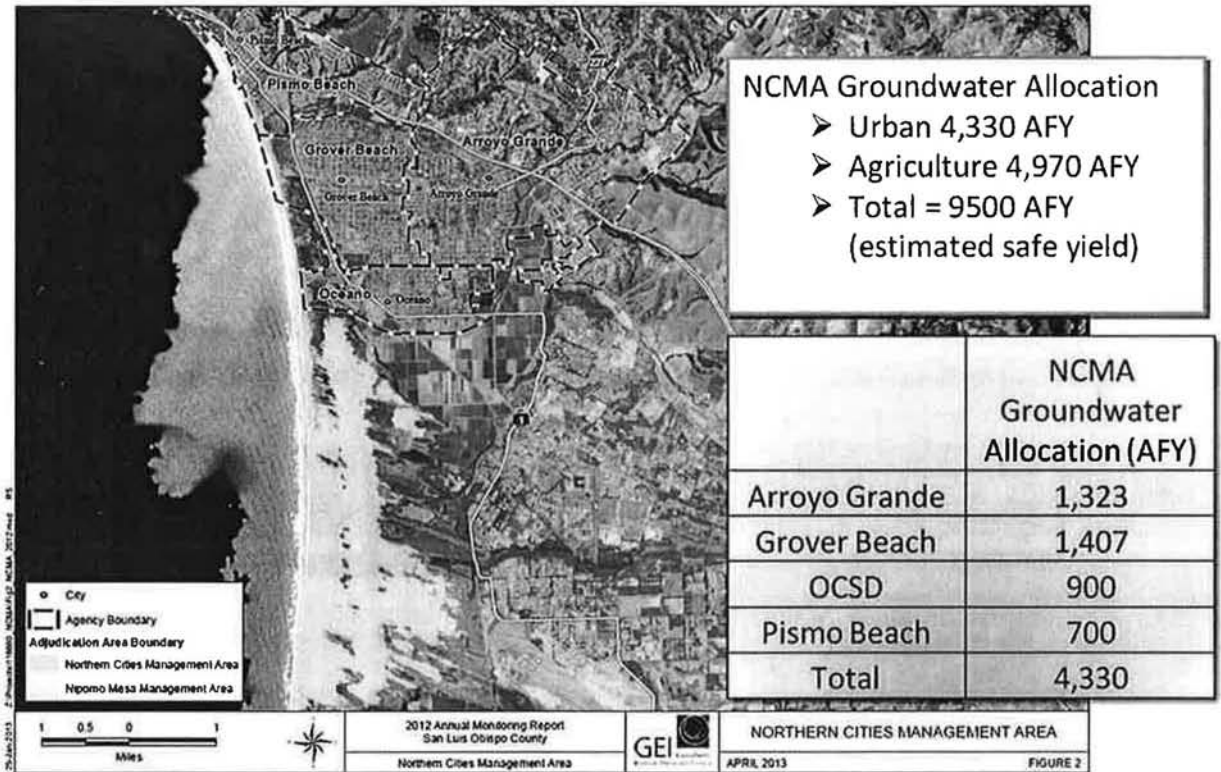 Pismo Beach
Pismo Beach
227
Grover Beach
Arroyo Grande
Grover Beach
Arroyo Grande
Oceano
Oceano
1
NCMA Groundwater Allocation
➢ Urban 4,330 AFY
➢ Agriculture 4,970 AFY
➢ Total = 9500 AFY
(estimated safe yield)
NCMA
Groundwater
Allocation (AFY)
Arroyo Grande 1,323
Grover Beach 1,407
OCSD 900
Pismo Beach 700
Total 4,330
City
Agency Boundary
Adjudication Area Boundary
Northern Cities Management Area
Nipomo Mesa Management Area
1 0.5 0 1
Miles
2012 Annual Monitoring Report
San Luis Obispo County
Northern Cities Management Area
GEI
NORTHERN CITIES MANAGEMENT AREA
APRIL 2013 FIGURE 2